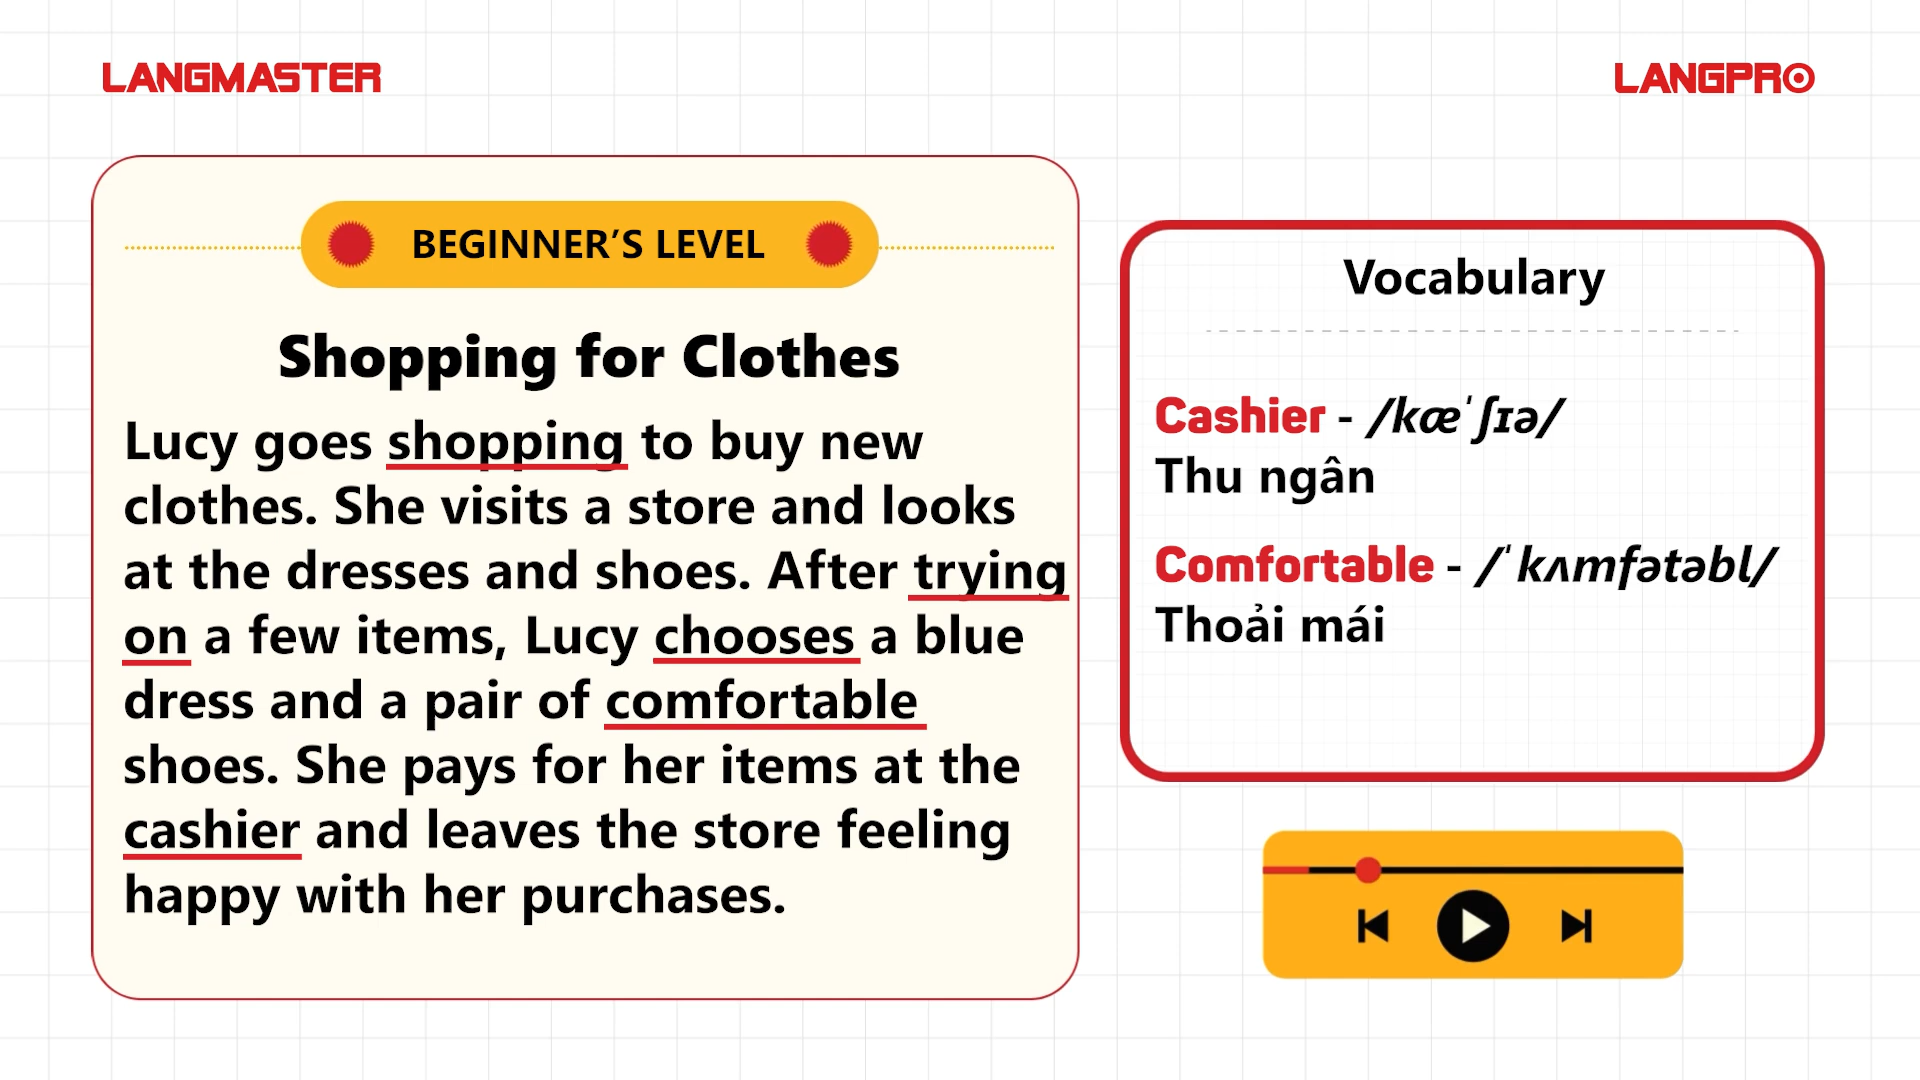 LANGMASTER
LANGPRO
BEGINNER’S LEVEL
Shopping for Clothes
Lucy goes shopping to buy new
clothes. She visits a store and looks
at the dresses and shoes. After trying
on a few items, Lucy chooses a blue
dress and a pair of comfortable
shoes. She pays for her items at the
cashier and leaves the store feeling
happy with her purchases.
Vocabulary
Cashier - /kæˈʃɪə/
Thu ngân
Comfortable - /ˈkʌmfətəbl/
Thoải mái